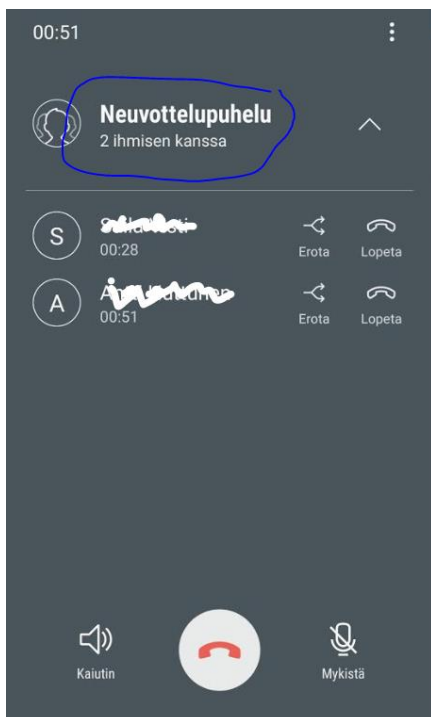 00:51
Neuvottelupuhelu
2 ihmisen kanssa
S
00:28
Erota
Lopeta
A
00:51
Erota
Lopeta
Kaiutin
Mykistä